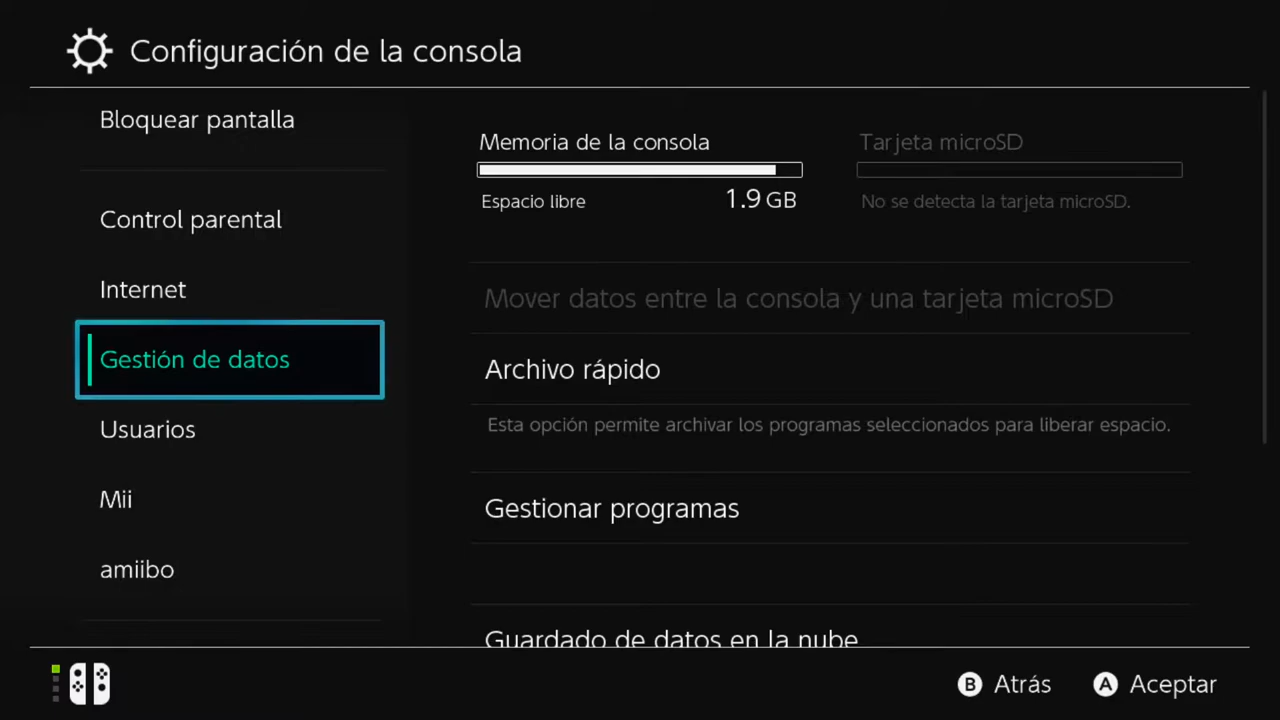 Configuración de la consola
Bloquear pantalla
Control parental
Internet
Gestión de datos
Usuarios
Mii
amiibo
Memoria de la consola
Espacio libre 1.9 GB
Tarjeta microSD
No se detecta la tarjeta microSD.
Mover datos entre la consola y una tarjeta microSD
Archivo rápido
Esta opción permite archivar los programas seleccionados para liberar espacio.
Gestionar programas
Guardado de datos en la nube
B Atrás
A Aceptar